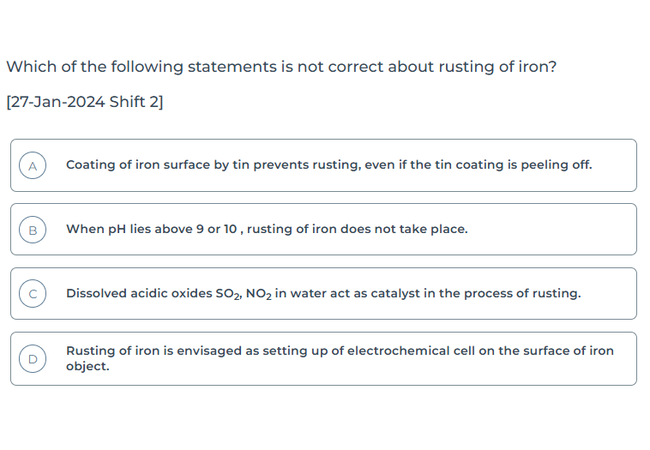 Which of the following statements is not correct about rusting of iron?
[27-Jan-2024 Shift 2]
A Coating of iron surface by tin prevents rusting, even if the tin coating is peeling off.
B When pH lies above 9 or 10 , rusting of iron does not take place.
C Dissolved acidic oxides SO₂, NO₂ in water act as catalyst in the process of rusting.
D Rusting of iron is envisaged as setting up of electrochemical cell on the surface of iron
object.